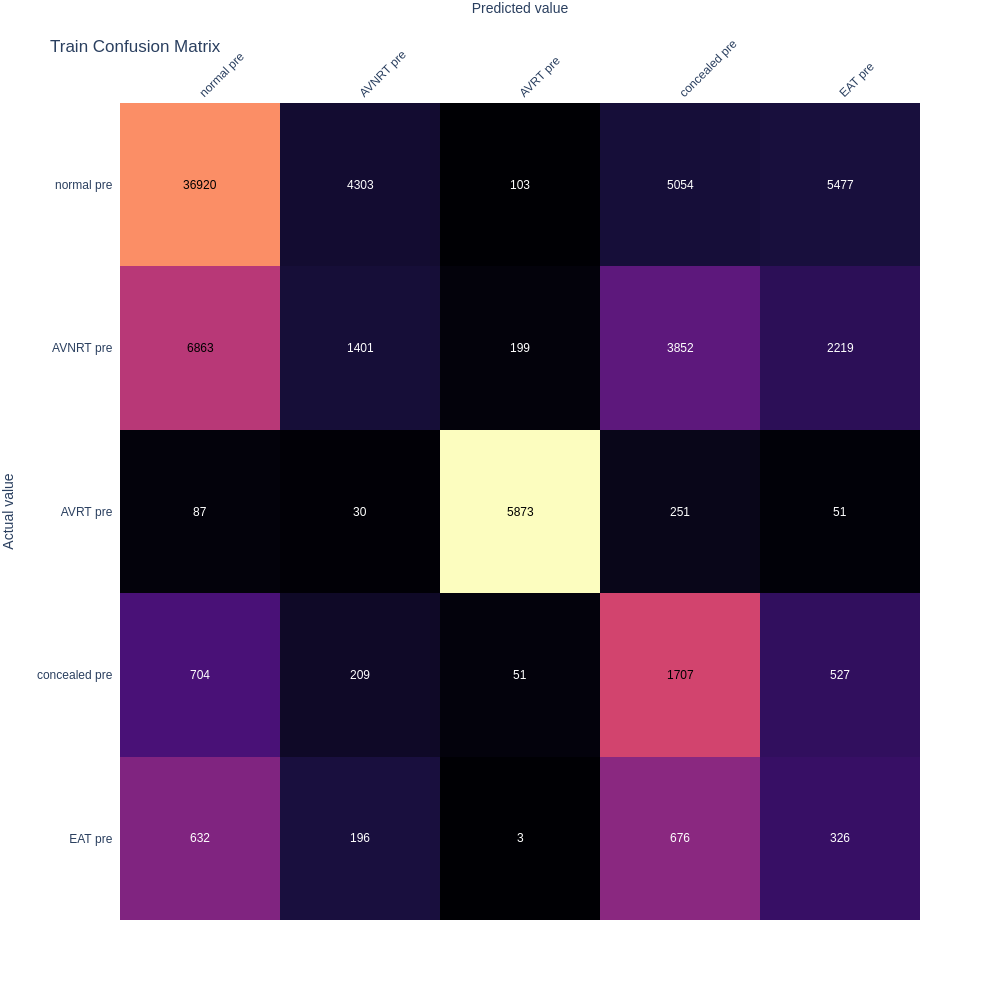 Predicted value
Train Confusion Matrix
normal pre AVNRT pre AVRT pre concealed pre EAT pre
normal pre 36920 4303 103 5054 5477
AVNRT pre 6863 1401 199 3852 2219
Actual value
AVRT pre 87 30 5873 251 51
concealed pre 704 209 51 1707 527
EAT pre 632 196 3 676 326